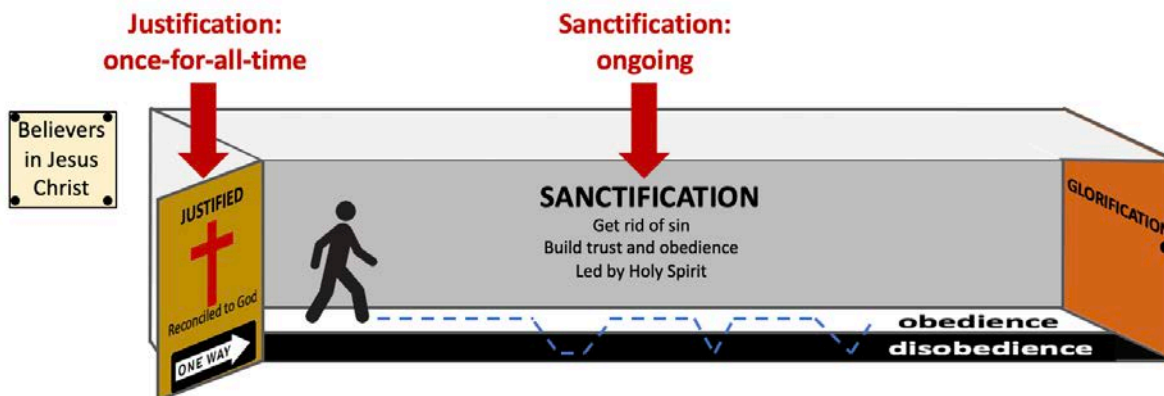 Justification:
once-for-all-time
Sanctification:
ongoing
Believers
in Jesus
Christ
JUSTIFIED
Reconciled to God
ONE WAY
SANCTIFICATION
Get rid of sin
Build trust and obedience
Led by Holy Spirit
GLORIFICATION
obedience
disobedience